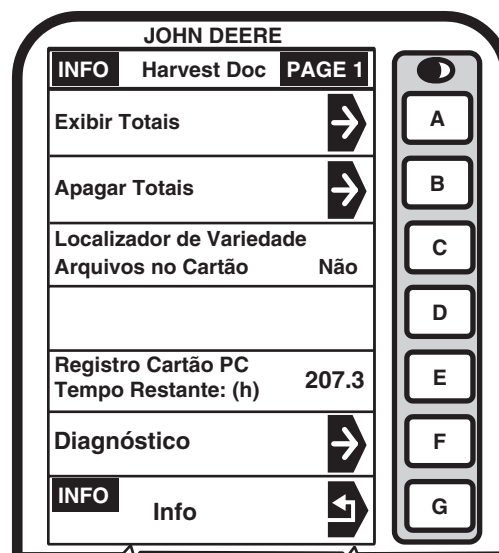 JOHN DEERE
INFO Harvest Doc PAGE 1
Exibir Totais
A
Apagar Totais
B
Localizador de Variedade
Arquivos no Cartão Não
C
D
Registro Cartão PC
Tempo Restante: (h) 207.3
E
Diagnóstico
F
INFO
Info
G